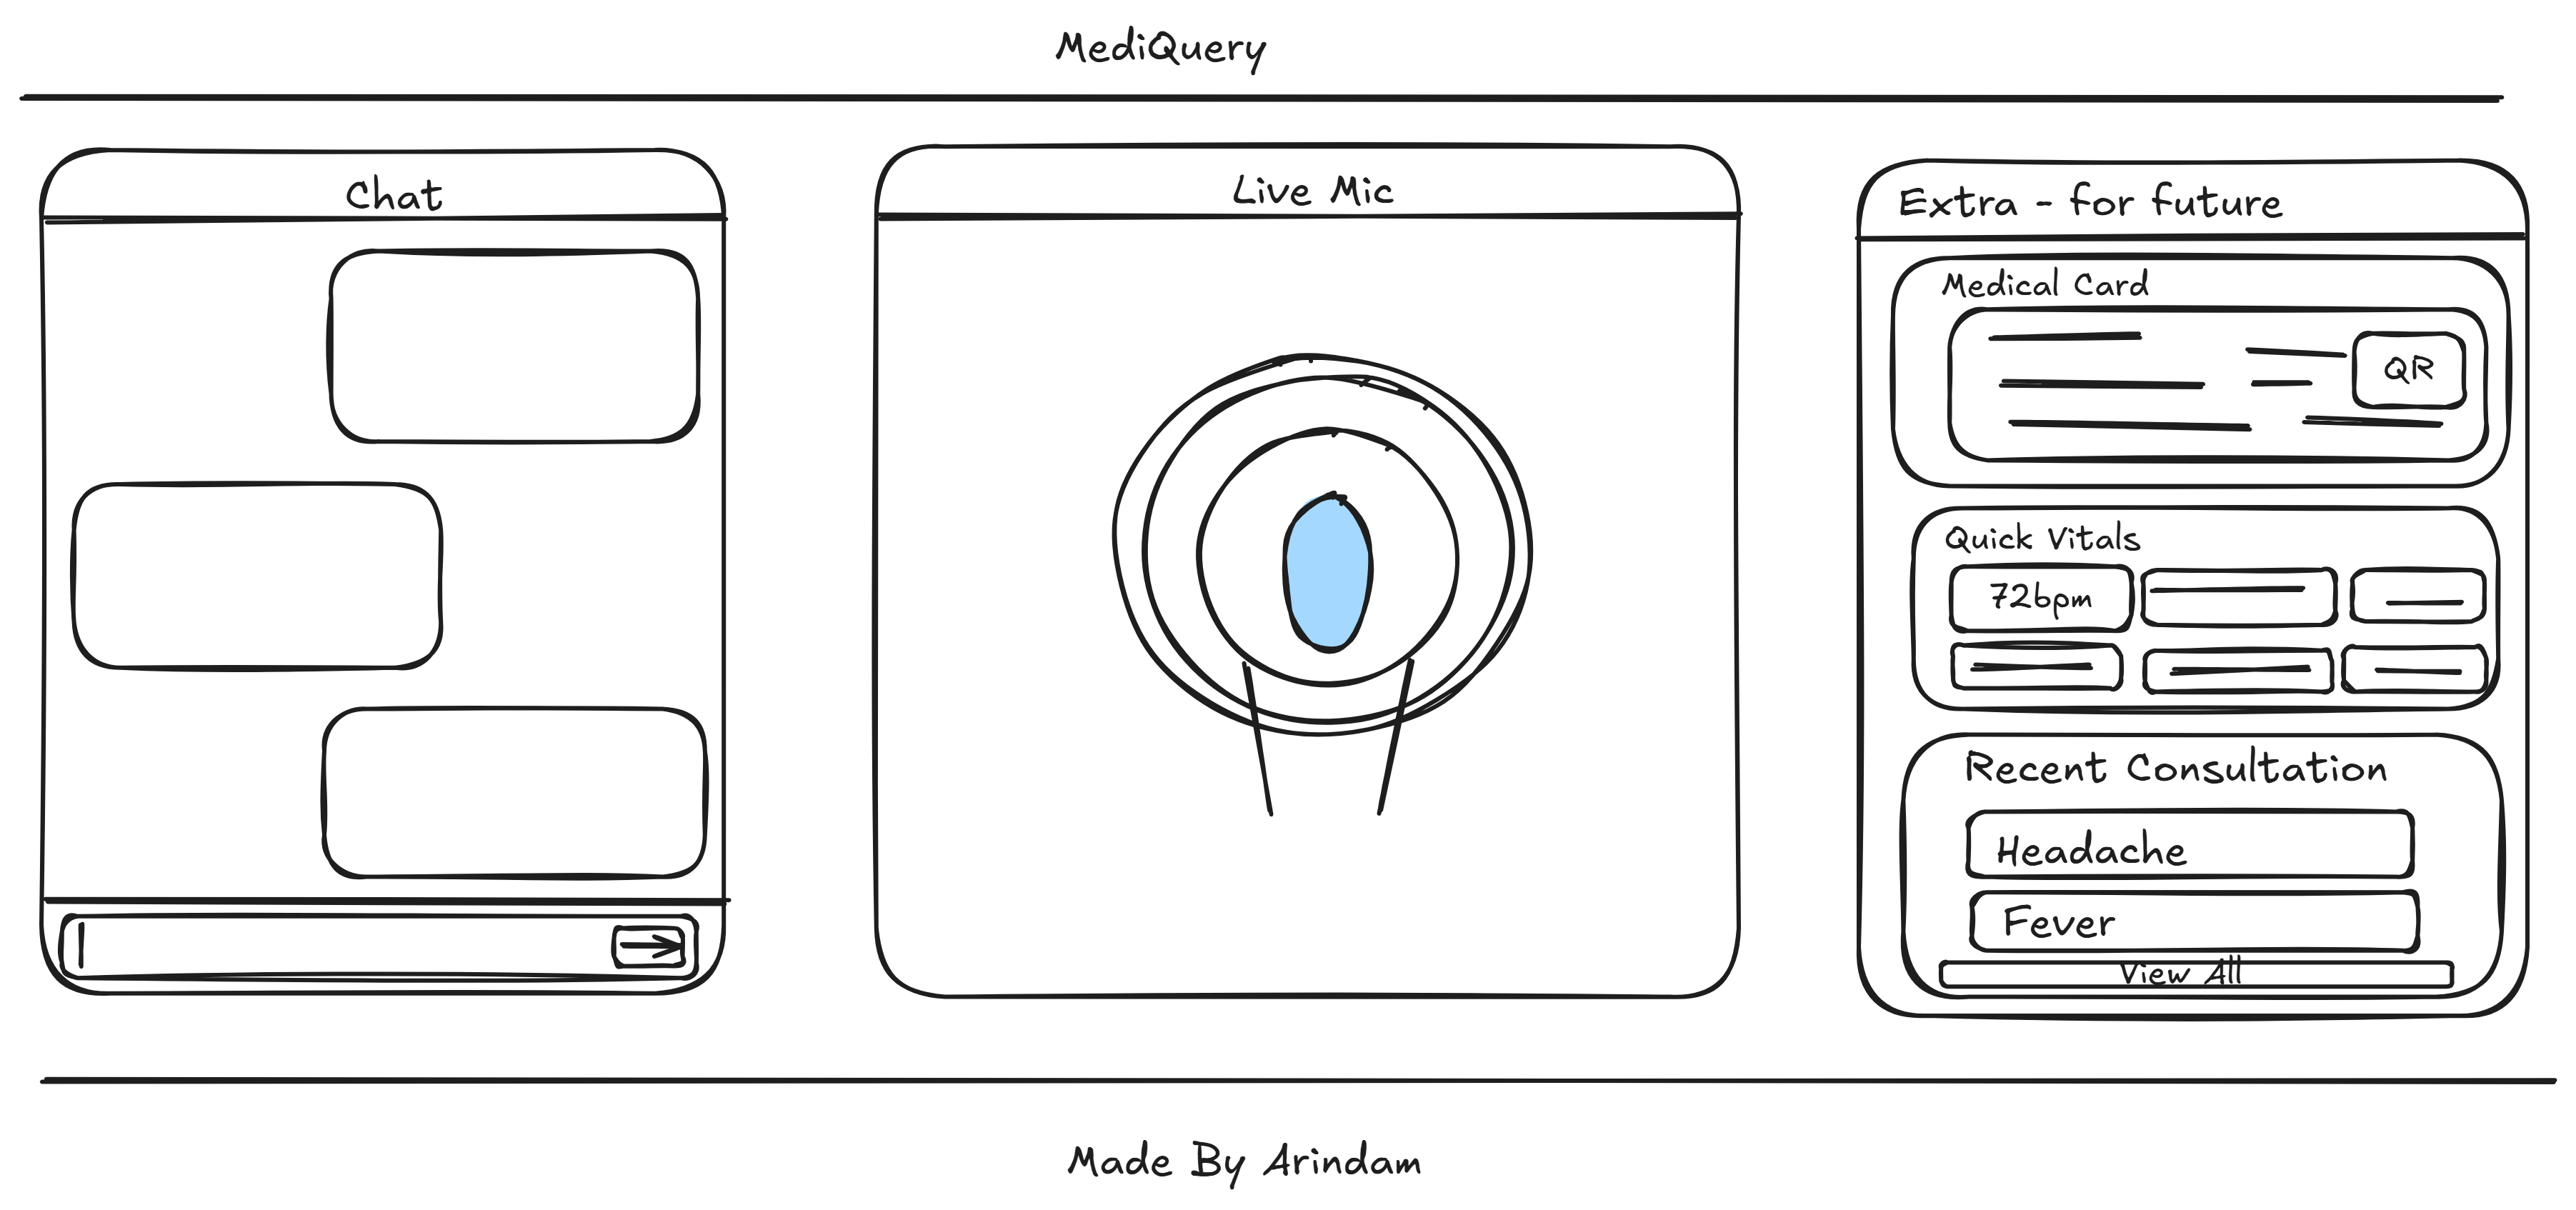 MediQuery
Chat
Live Mic
Extra - for future
Medical Card
QR
Quick Vitals
72bpm
Recent Consultation
Headache
Fever
View All
Made By Arindam